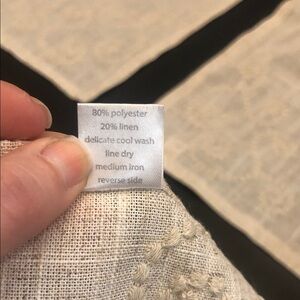 80% polyester
20% linen
delicate cool wash
line dry
medium iron
reverse side